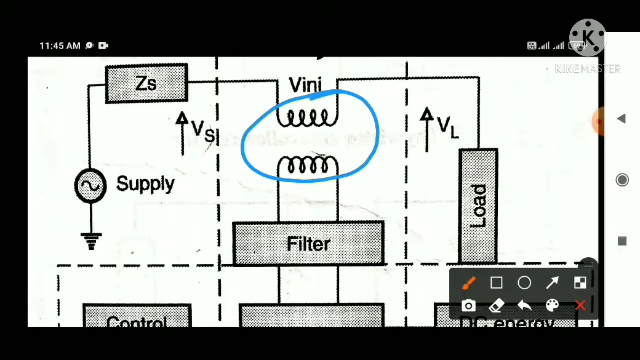 11:45 AM
KINEMASTER
Zs
Vinj
VS
VL
Supply
Load
Filter
Control
DC energy